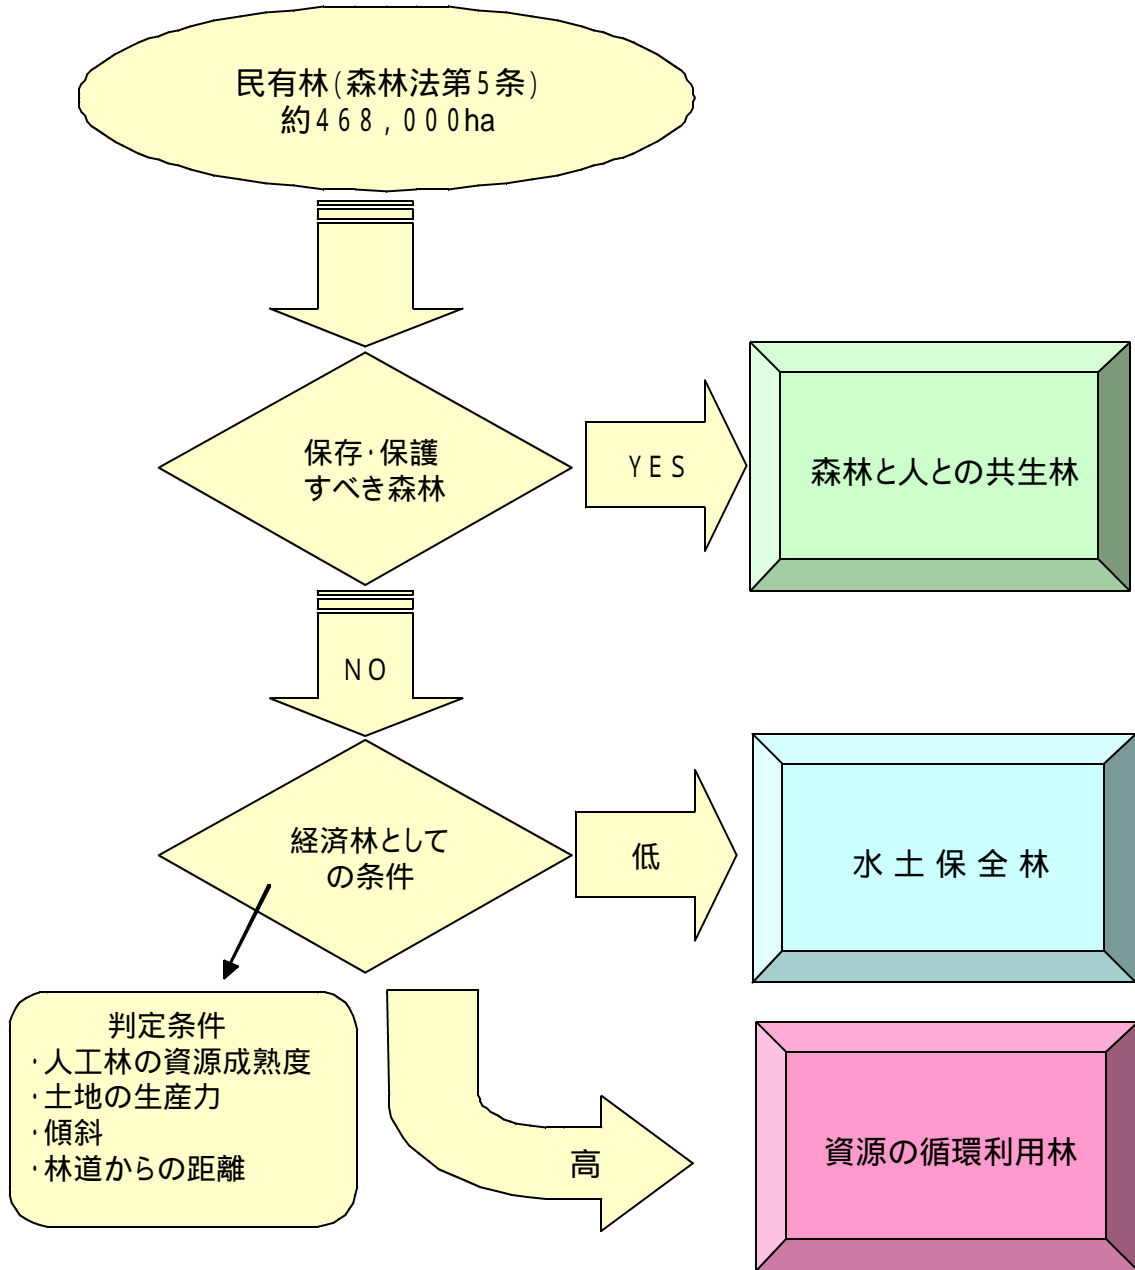 民有林(森林法第5条)
約468,000ha
保存・保護
すべき森林
YES
森林と人との共生林
NO
経済林として
の条件
低
水土保全林
判定条件
・人工林の資源成熟度
・土地の生産力
・傾斜
・林道からの距離
高
資源の循環利用林